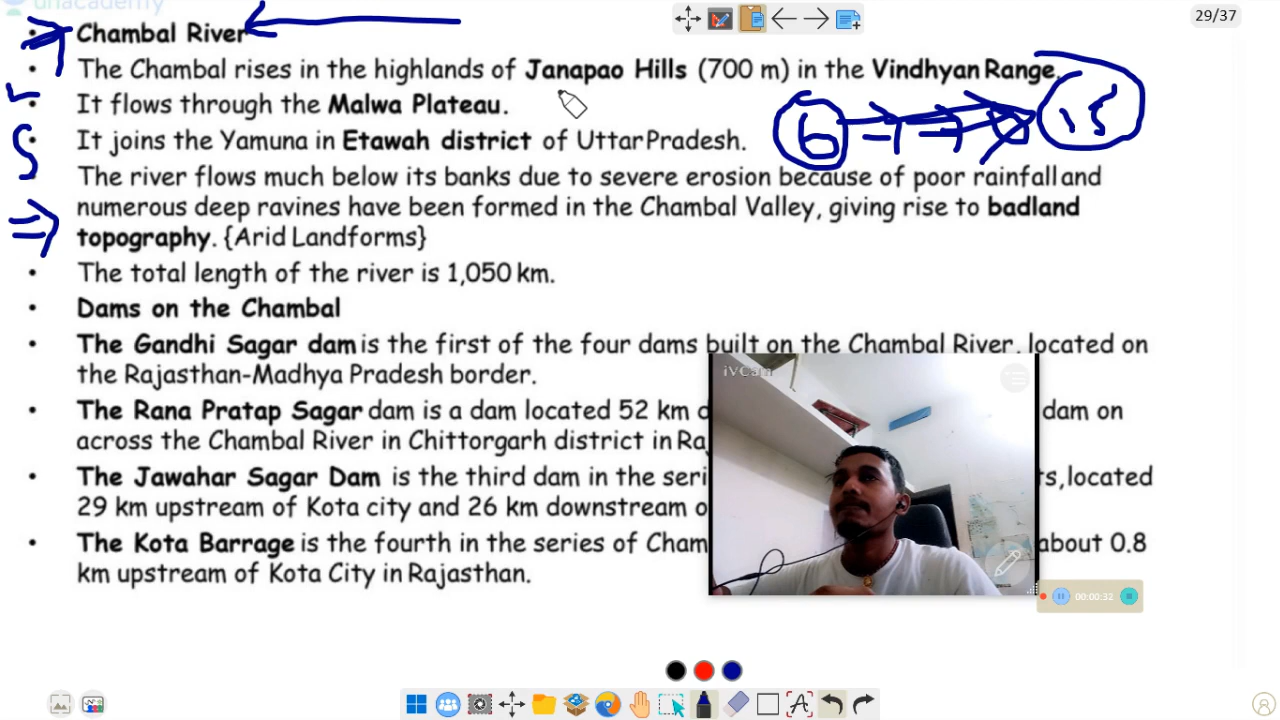 unacademy
29/37
• Chambal River
• The Chambal rises in the highlands of Janapao Hills (700 m) in the Vindhyan Range.
• It flows through the Malwa Plateau.
• It joins the Yamuna in Etawah district of Uttar Pradesh.
6 15
The river flows much below its banks due to severe erosion because of poor rainfall and
numerous deep ravines have been formed in the Chambal Valley, giving rise to badland
topography. {Arid Landforms}
• The total length of the river is 1,050 km.
• Dams on the Chambal
• The Gandhi Sagar dam is the first of the four dams built on the Chambal River, located on
the Rajasthan-Madhya Pradesh border.
• The Rana Pratap Sagar dam is a dam located 52 km d dam on
across the Chambal River in Chittorgarh district in Ra
• The Jawahar Sagar Dam is the third dam in the seri ts, located
29 km upstream of Kota city and 26 km downstream o
• The Kota Barrage is the fourth in the series of Cham about 0.8
km upstream of Kota City in Rajasthan.
iVCam
00:00:32